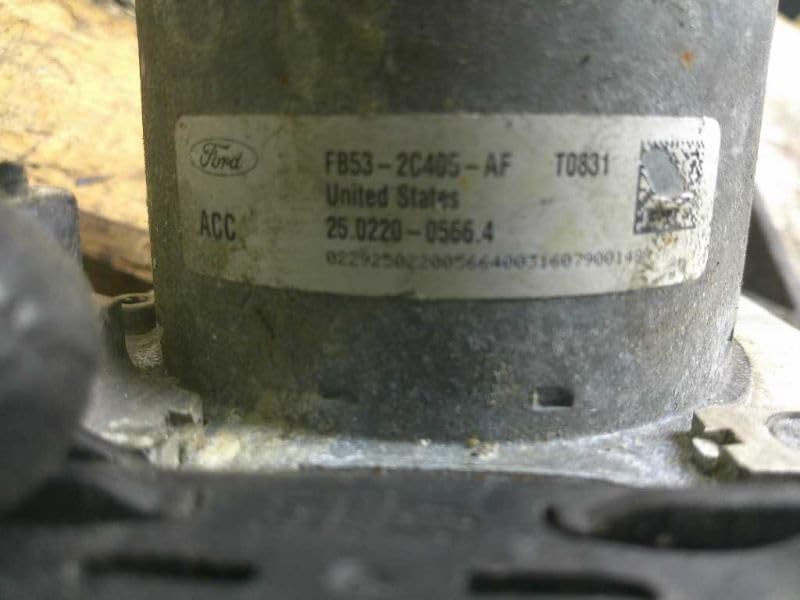 Ford
FB53-2C405-AF T0831
United States
ACC 25.0220-0566.4